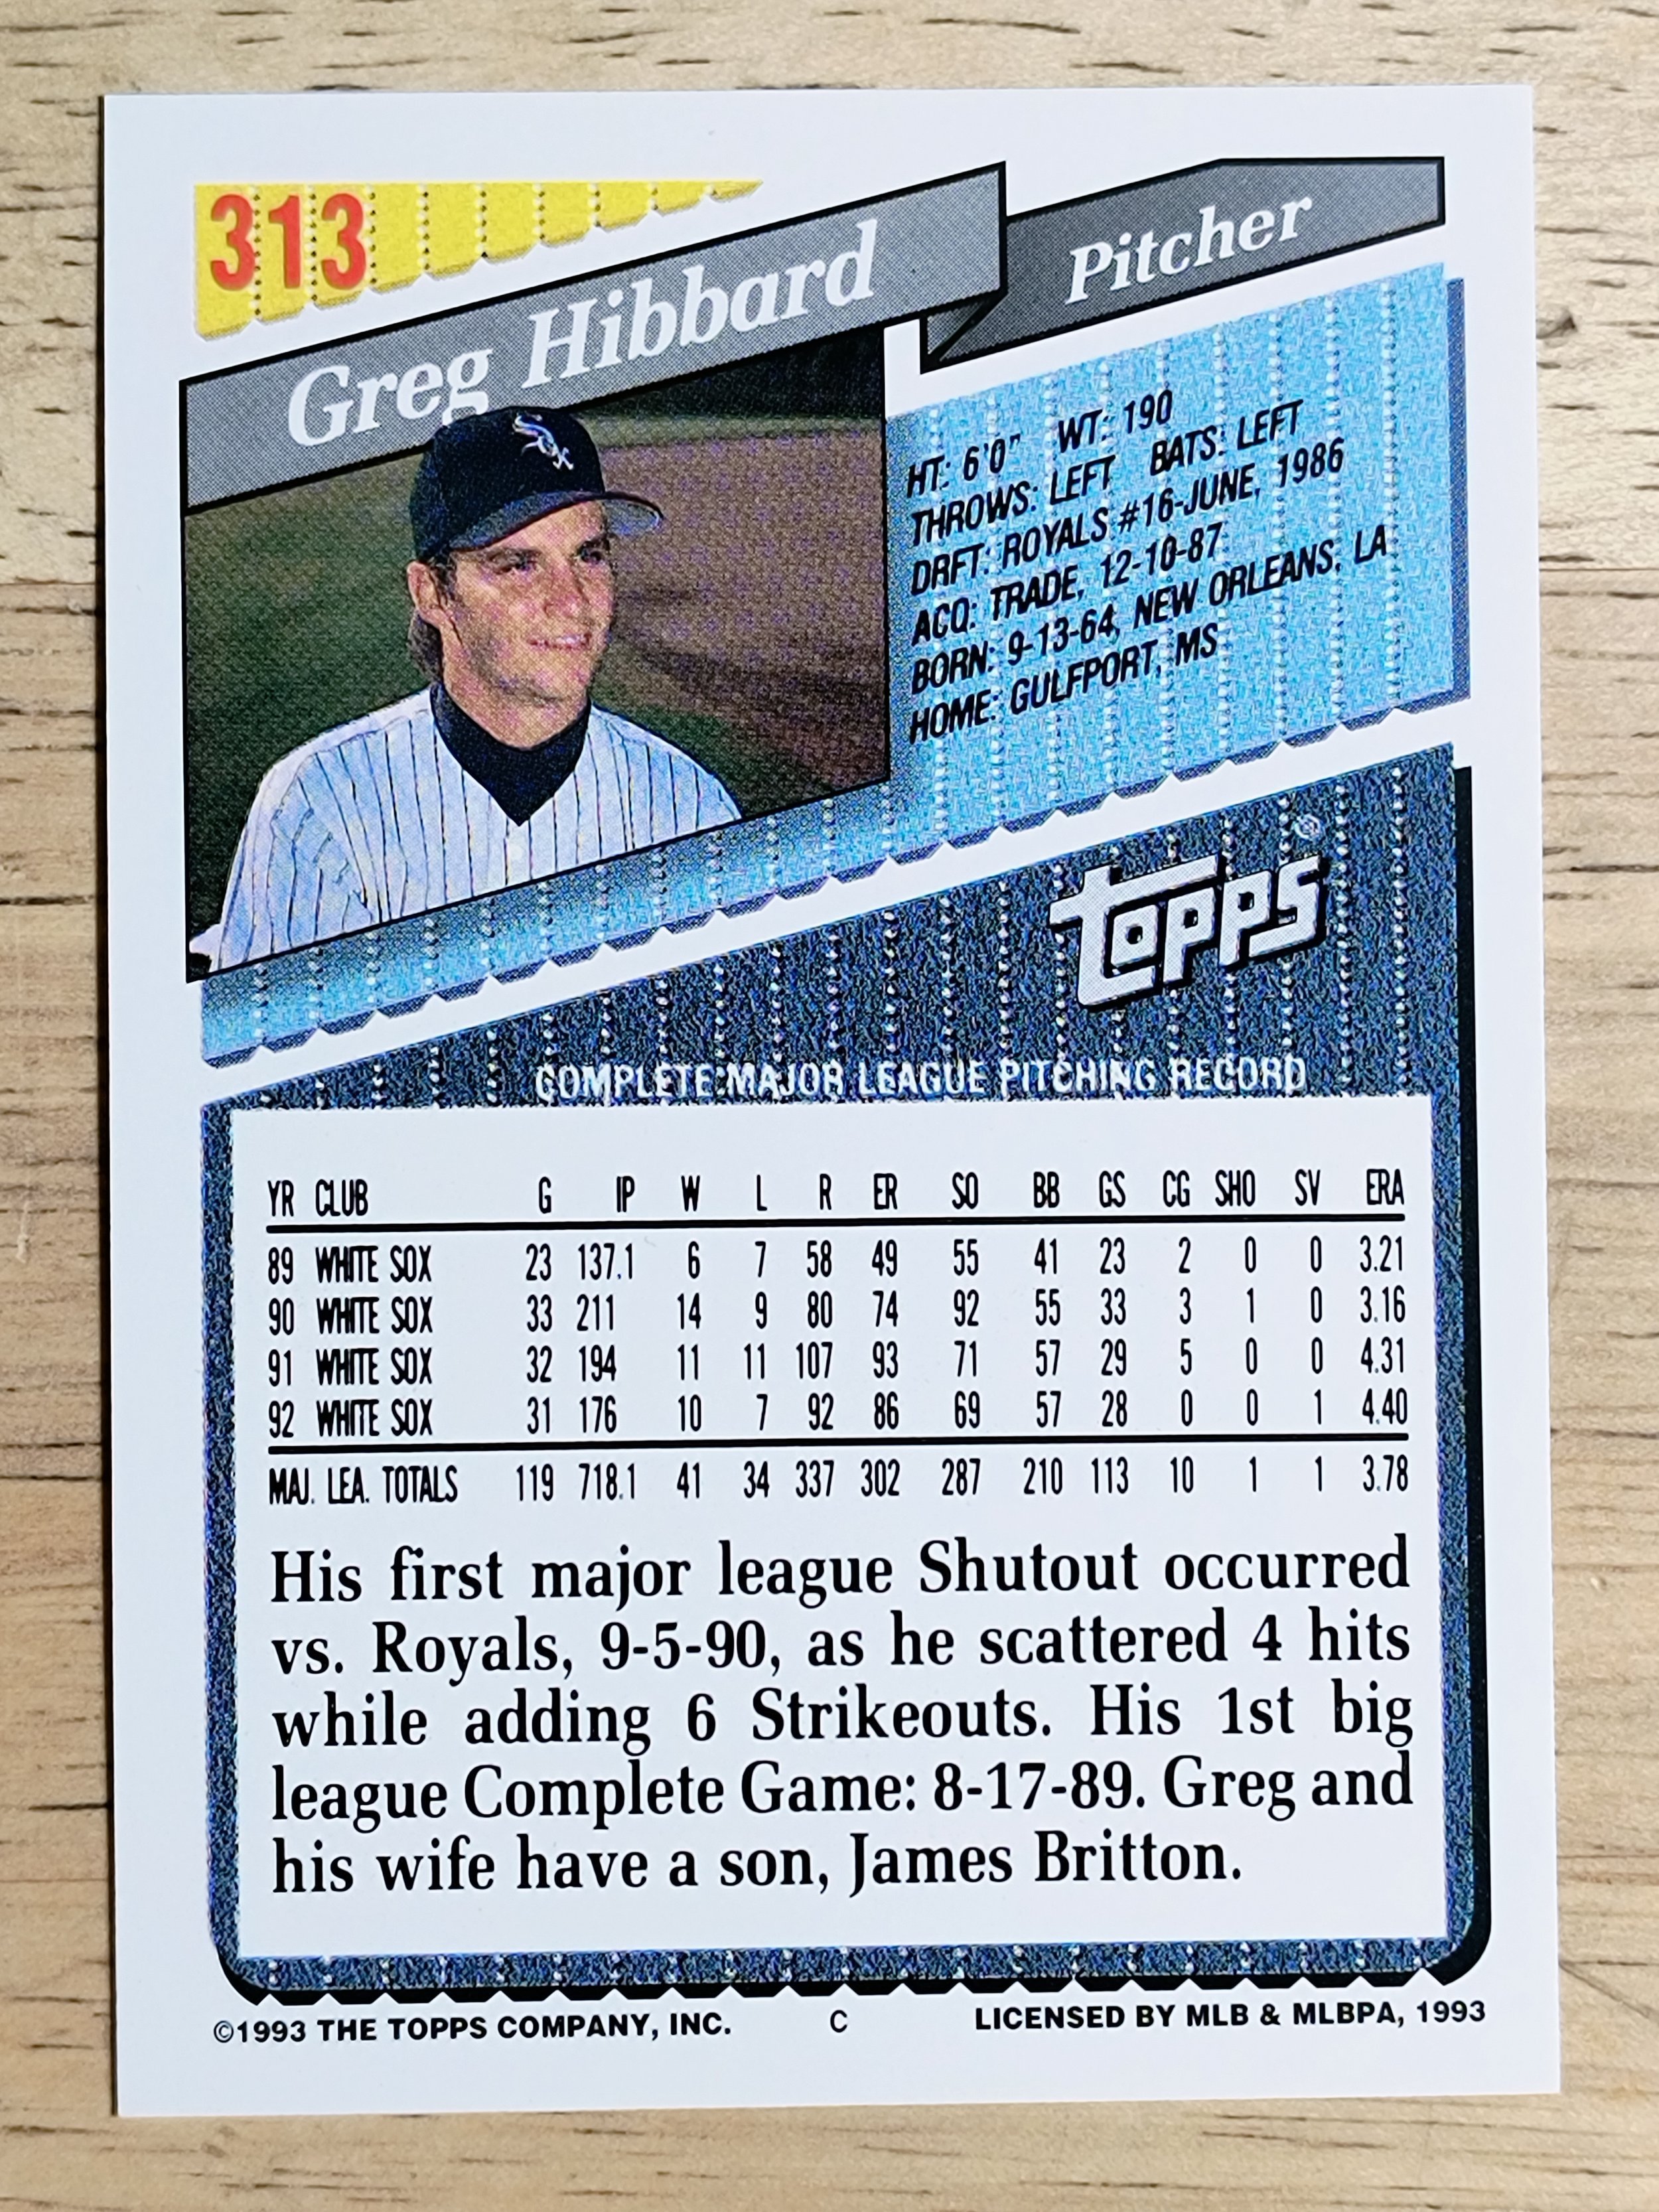 313
Greg Hibbard
Pitcher
HT: 6'0" WT: 190
THROWS: LEFT BATS: LEFT
DRFT: ROYALS #16-JUNE, 1986
ACQ: TRADE, 12-10-87
BORN: 9-13-64, NEW ORLEANS, LA
HOME: GULFPORT, MS
Sox
TOPPS ®
COMPLETE MAJOR LEAGUE PITCHING RECORD
YR CLUB G IP W L R ER SO BB GS CG SHO SV ERA
89 WHITE SOX 23 137.1 6 7 58 49 55 41 23 2 0 0 3.21
90 WHITE SOX 33 211 14 9 80 74 92 55 33 3 1 0 3.16
91 WHITE SOX 32 194 11 11 107 93 71 57 29 5 0 0 4.31
92 WHITE SOX 31 176 10 7 92 86 69 57 28 0 0 1 4.40
MAJ. LEA. TOTALS 119 718.1 41 34 337 302 287 210 113 10 1 1 3.78
His first major league Shutout occurred
vs. Royals, 9-5-90, as he scattered 4 hits
while adding 6 Strikeouts. His 1st big
league Complete Game: 8-17-89. Greg and
his wife have a son, James Britton.
©1993 THE TOPPS COMPANY, INC. C LICENSED BY MLB & MLBPA, 1993